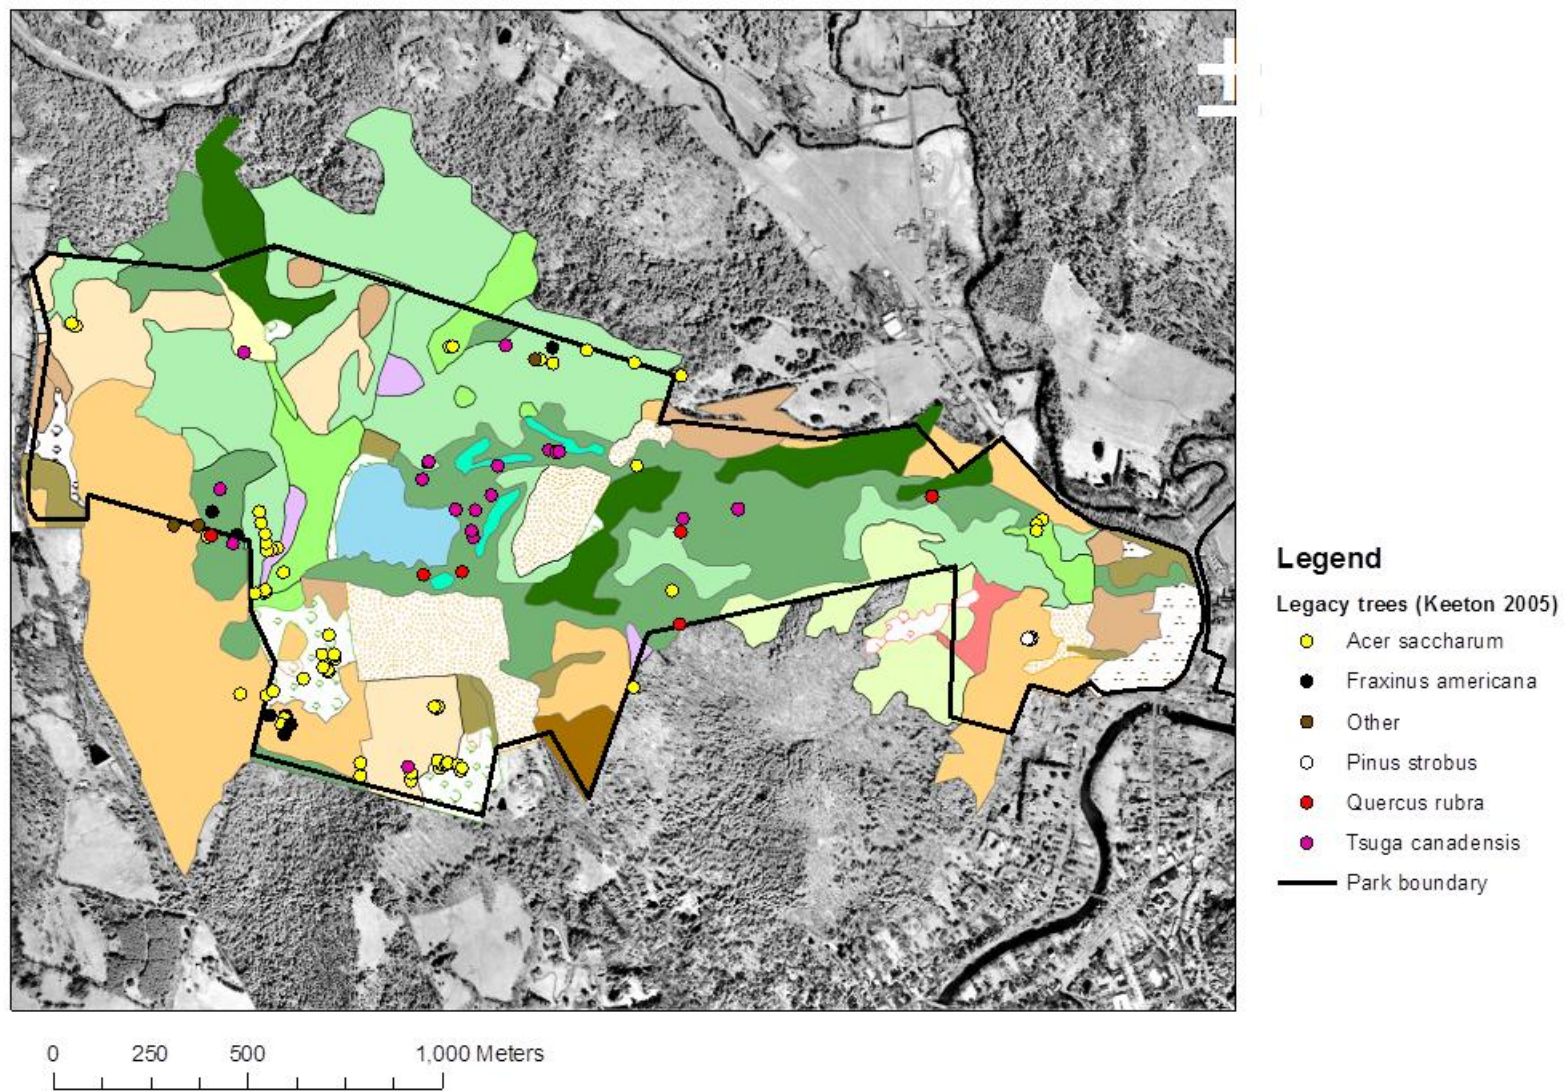 Legend
Legacy trees (Keeton 2005)
Acer saccharum
Fraxinus americana
Other
Pinus strobus
Quercus rubra
Tsuga canadensis
Park boundary
0 250 500 1,000 Meters